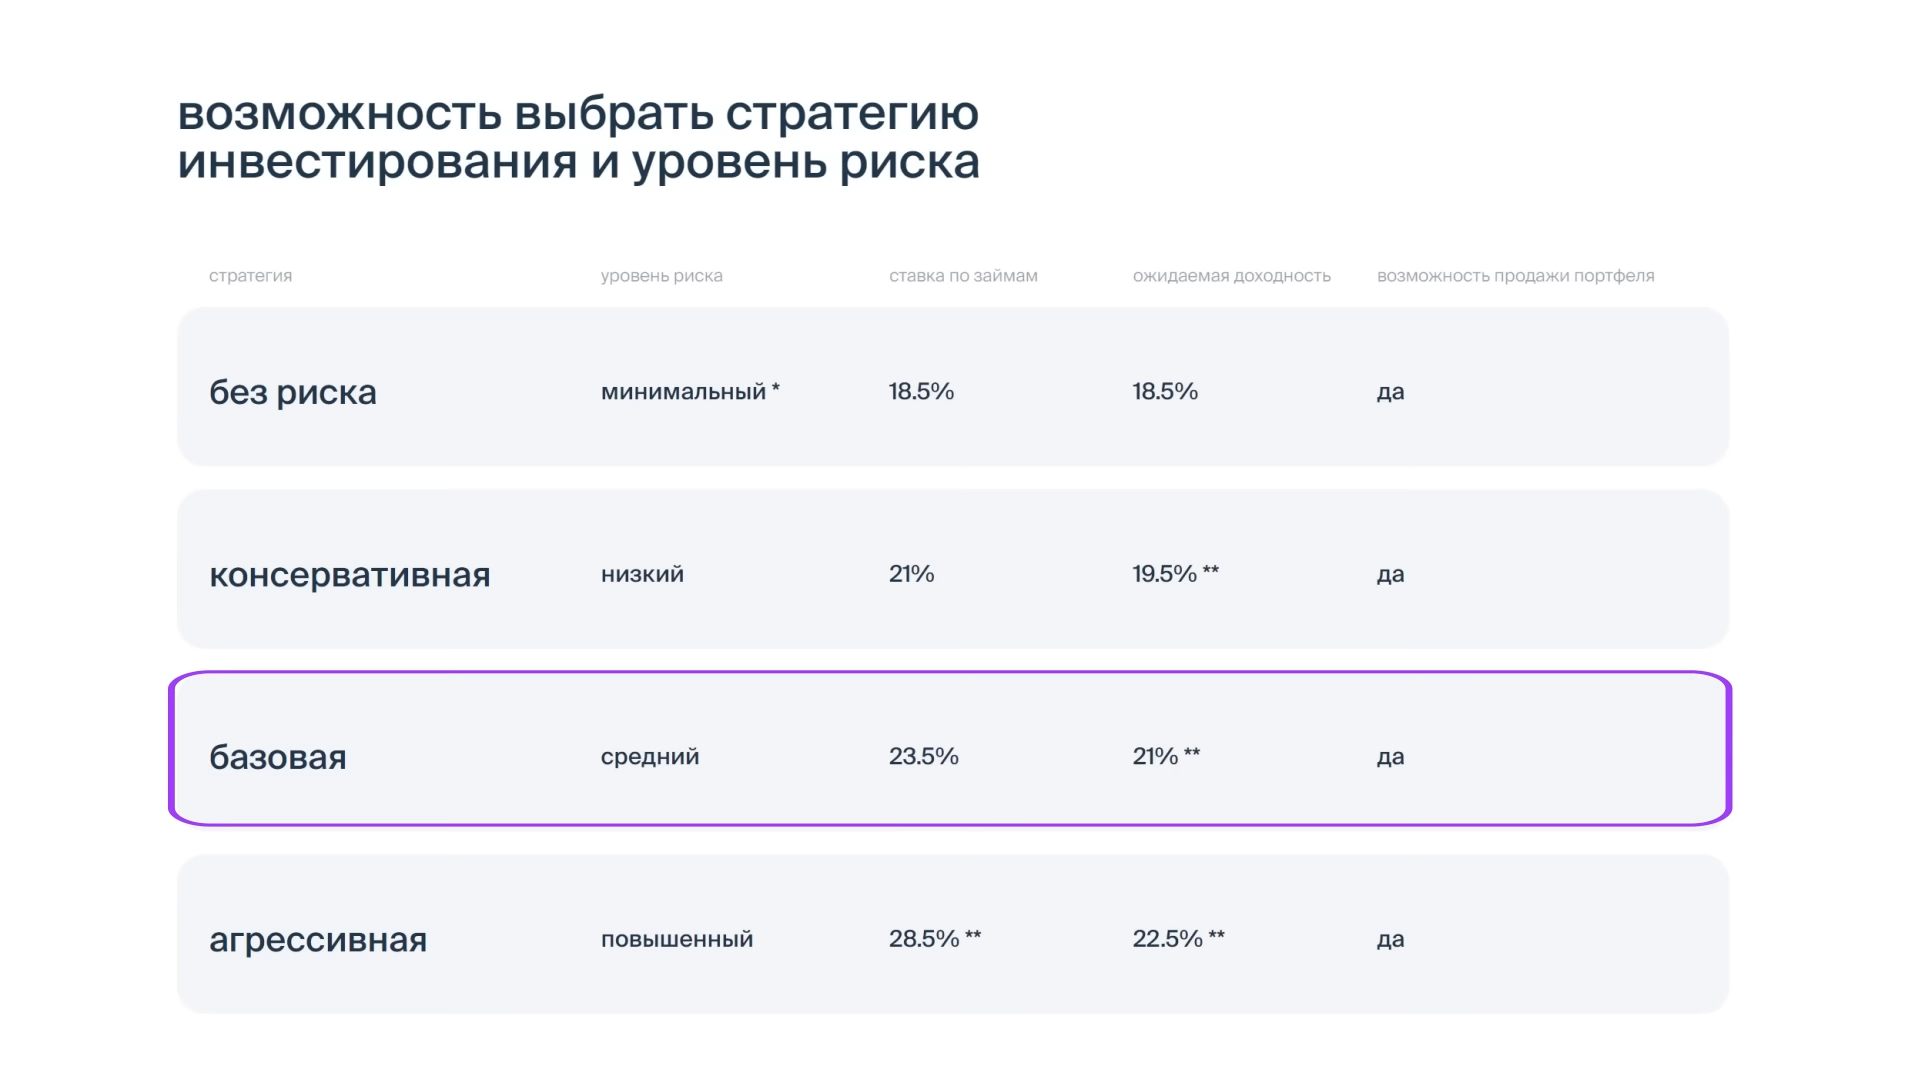 возможность выбрать стратегию
инвестирования и уровень риска
стратегия уровень риска ставка по займам ожидаемая доходность возможность продажи портфеля
без риска минимальный * 18.5% 18.5% да
консервативная низкий 21% 19.5% ** да
базовая средний 23.5% 21% ** да
агрессивная повышенный 28.5% ** 22.5% ** да